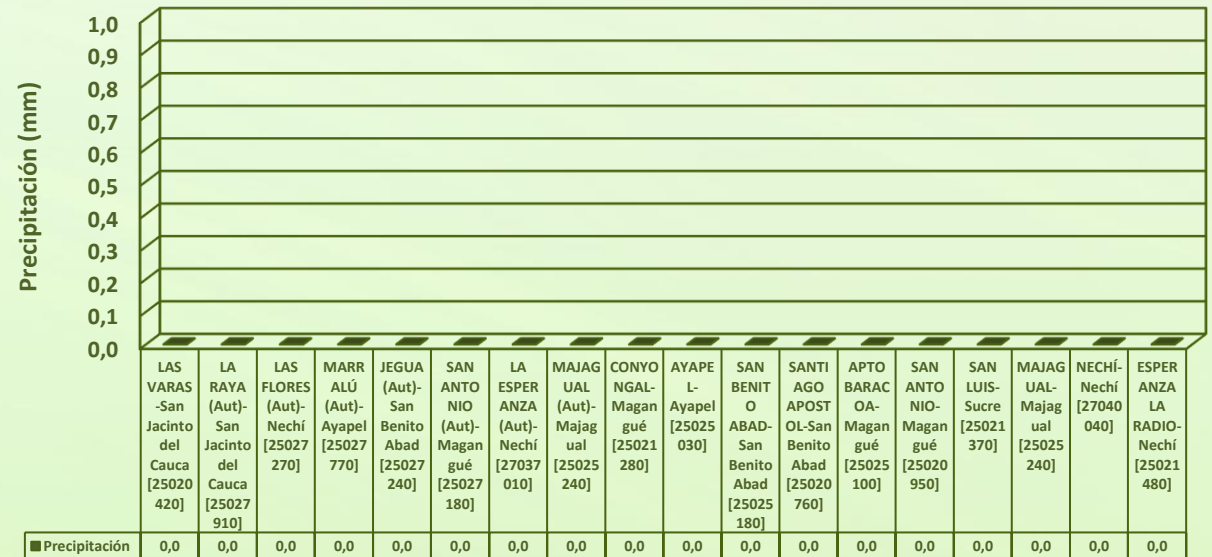 Precipitación (mm)
1,0
0,9
0,8
0,7
0,6
0,5
0,4
0,3
0,2
0,1
0,0
LAS
VARAS
-San
Jacinto
del
Cauca
[25020
420]
LA
RAYA
(Aut)-
San
Jacinto
del
Cauca
[25027
910]
LAS
FLORES
(Aut)-
Nechí
[25027
270]
MARR
ALÚ
(Aut)-
Ayapel
[25027
770]
JEGUA
(Aut)-
San
Benito
Abad
[25027
240]
SAN
ANTO
NIO
(Aut)-
Magan
gué
[25027
180]
LA
ESPER
ANZA
(Aut)-
Nechí
[27037
010]
MAJAG
UAL
(Aut)-
Majag
ual
[25025
240]
CONYO
NGAL-
Magan
gué
[25021
280]
AYAPE
L-
Ayapel
[25025
030]
SAN
BENIT
O
ABAD-
San
Benito
Abad
[25025
180]
SANTI
AGO
APOST
OL-San
Benito
Abad
[25020
760]
APTO
BARAC
OA-
Magan
gué
[25025
100]
SAN
ANTO
NIO-
Magan
gué
[25020
950]
SAN
LUIS-
Sucre
[25021
370]
MAJAG
UAL-
Majag
ual
[25025
240]
NECHÍ-
Nechí
[27040
040]
ESPER
ANZA
LA
RADIO-
Nechí
[25021
480]
Precipitación 0,0 0,0 0,0 0,0 0,0 0,0 0,0 0,0 0,0 0,0 0,0 0,0 0,0 0,0 0,0 0,0 0,0 0,0